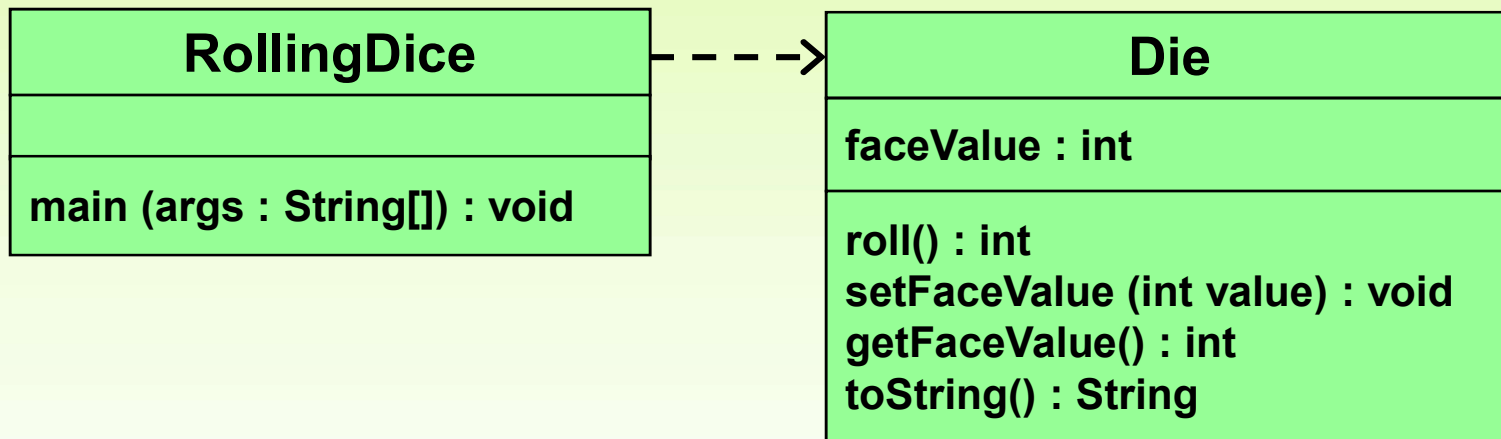 RollingDice
main (args : String[]) : void
Die
faceValue : int
roll() : int
setFaceValue (int value) : void
getFaceValue() : int
toString() : String